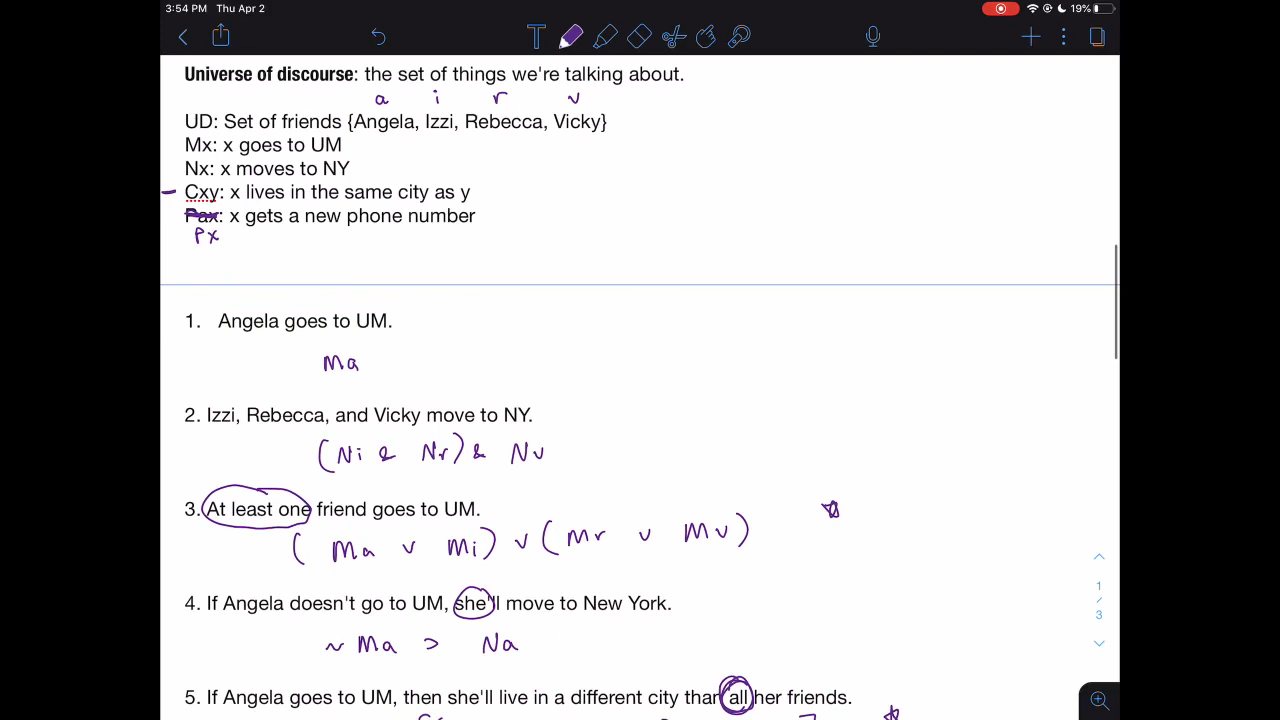 3:54 PM Thu Apr 2 19%
Universe of discourse: the set of things we're talking about.
a i r v
UD: Set of friends {Angela, Izzi, Rebecca, Vicky}
Mx: x goes to UM
Nx: x moves to NY
Cxy: x lives in the same city as y
Pax: x gets a new phone number
Px
1. Angela goes to UM.
Ma
2. Izzi, Rebecca, and Vicky move to NY.
(Ni & Nr) & Nv
3. At least one friend goes to UM.
(Ma v Mi) v (Mr v Mv)
4. If Angela doesn't go to UM, she'll move to New York.
~Ma > Na
5. If Angela goes to UM, then she'll live in a different city than all her friends.
1
/
3